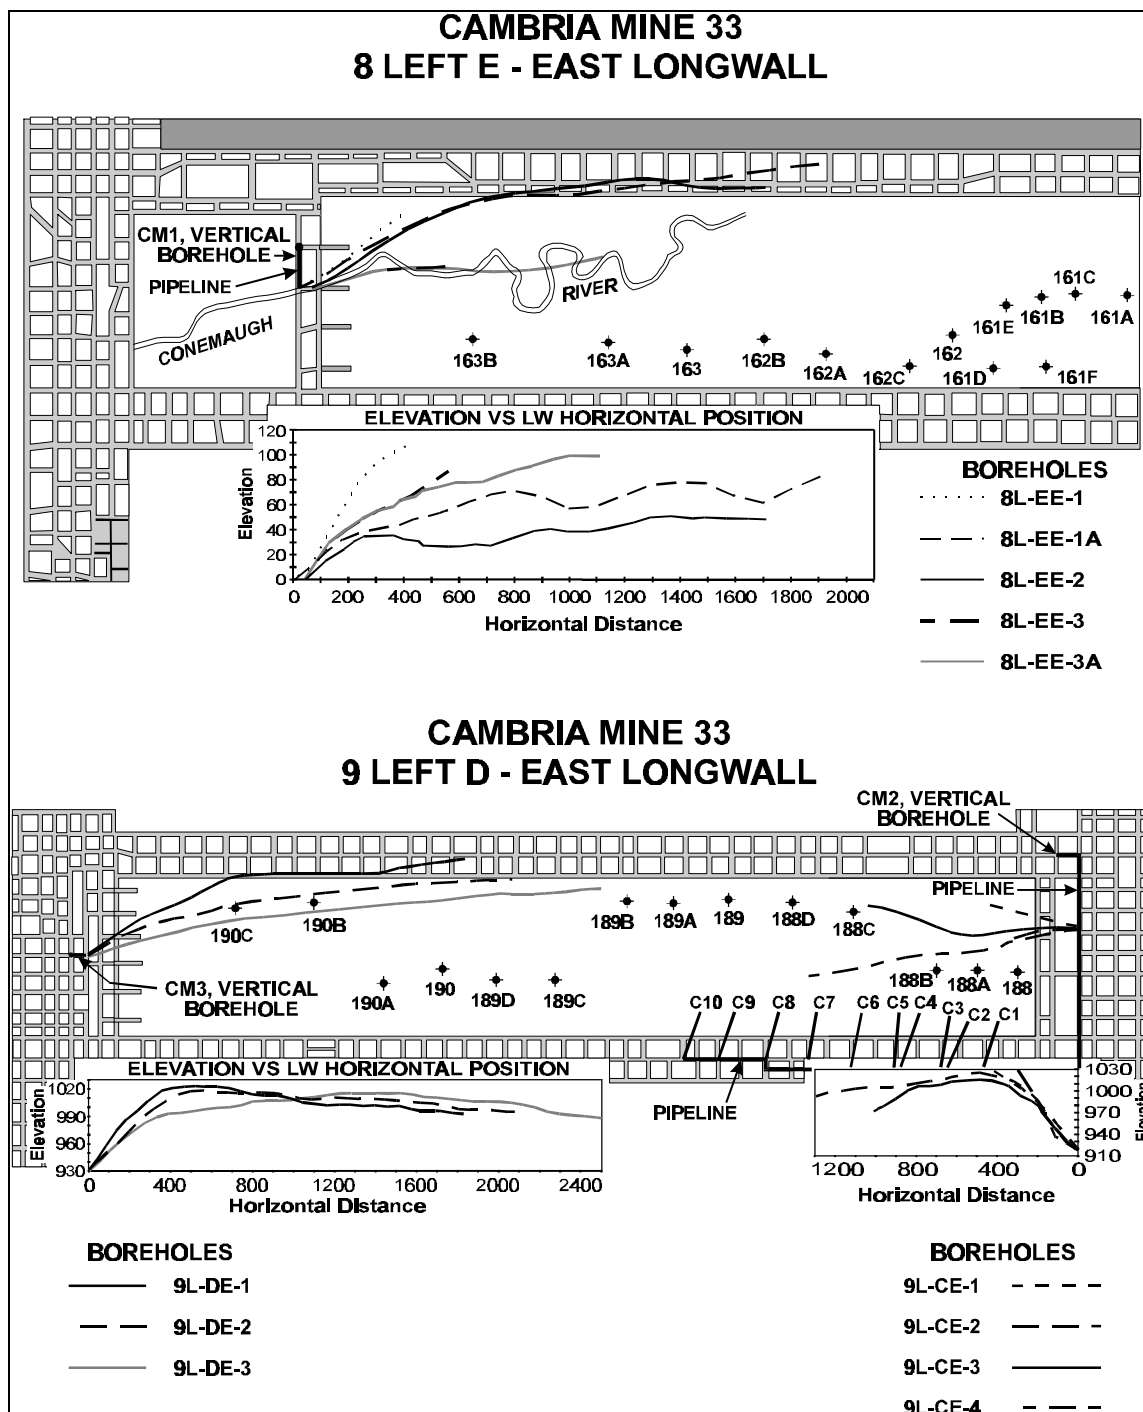 CAMBRIA MINE 33
8 LEFT E - EAST LONGWALL
CM1, VERTICAL
BOREHOLE
PIPELINE
CONEMAUGH
RIVER
161C
161E
161B
161A
162
163B
163A
163
162B
162A
162C
161D
161F
ELEVATION VS LW HORIZONTAL POSITION
120
100
80
60
40
20
0
Elevation
0 200 400 600 800 1000 1200 1400 1600 1800 2000
Horizontal Distance
BOREHOLES
8L-EE-1
8L-EE-1A
8L-EE-2
8L-EE-3
8L-EE-3A
CAMBRIA MINE 33
9 LEFT D - EAST LONGWALL
CM2, VERTICAL
BOREHOLE
PIPELINE
190C
190B
189B
189A
189
188D
188C
CM3, VERTICAL
BOREHOLE
190A
190
189D
189C
188B
188A
188
C10 C9 C8 C7 C6 C5 C4 C3 C2 C1
PIPELINE
ELEVATION VS LW HORIZONTAL POSITION
1020
990
960
930
Elevation
0 400 800 1200 1600 2000 2400
Horizontal Distance
1030
1000
970
940
910
Elevation
1200 800 400 0
Horizontal Distance
BOREHOLES
9L-DE-1
9L-DE-2
9L-DE-3
BOREHOLES
9L-CE-1
9L-CE-2
9L-CE-3
9L-CE-4